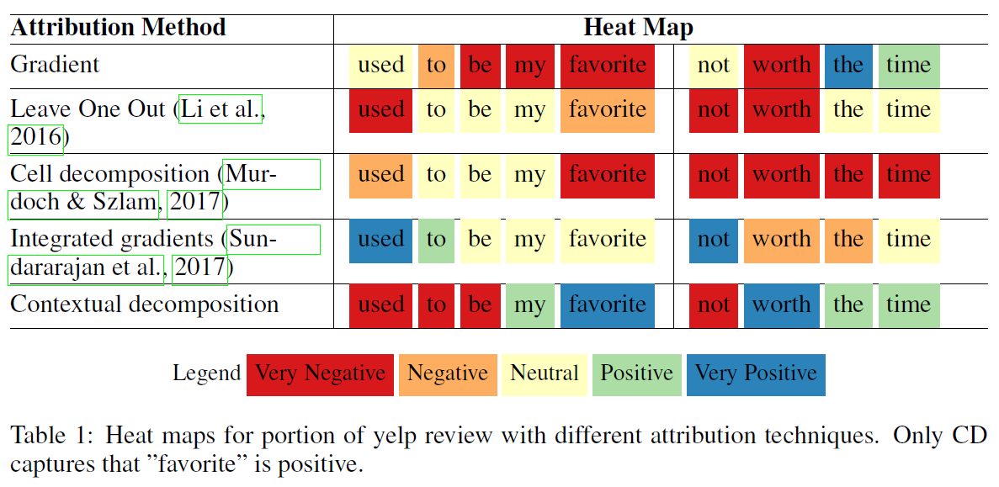 Attribution Method Heat Map
Gradient used to be my favorite not worth the time
Leave One Out (Li et al., used to be my favorite not worth the time
2016)
Cell decomposition (Mur- used to be my favorite not worth the time
doch & Szlam, 2017)
Integrated gradients (Sun- used to be my favorite not worth the time
dararajan et al., 2017)
Contextual decomposition used to be my favorite not worth the time
Legend Very Negative Negative Neutral Positive Very Positive
Table 1: Heat maps for portion of yelp review with different attribution techniques. Only CD
captures that ”favorite” is positive.